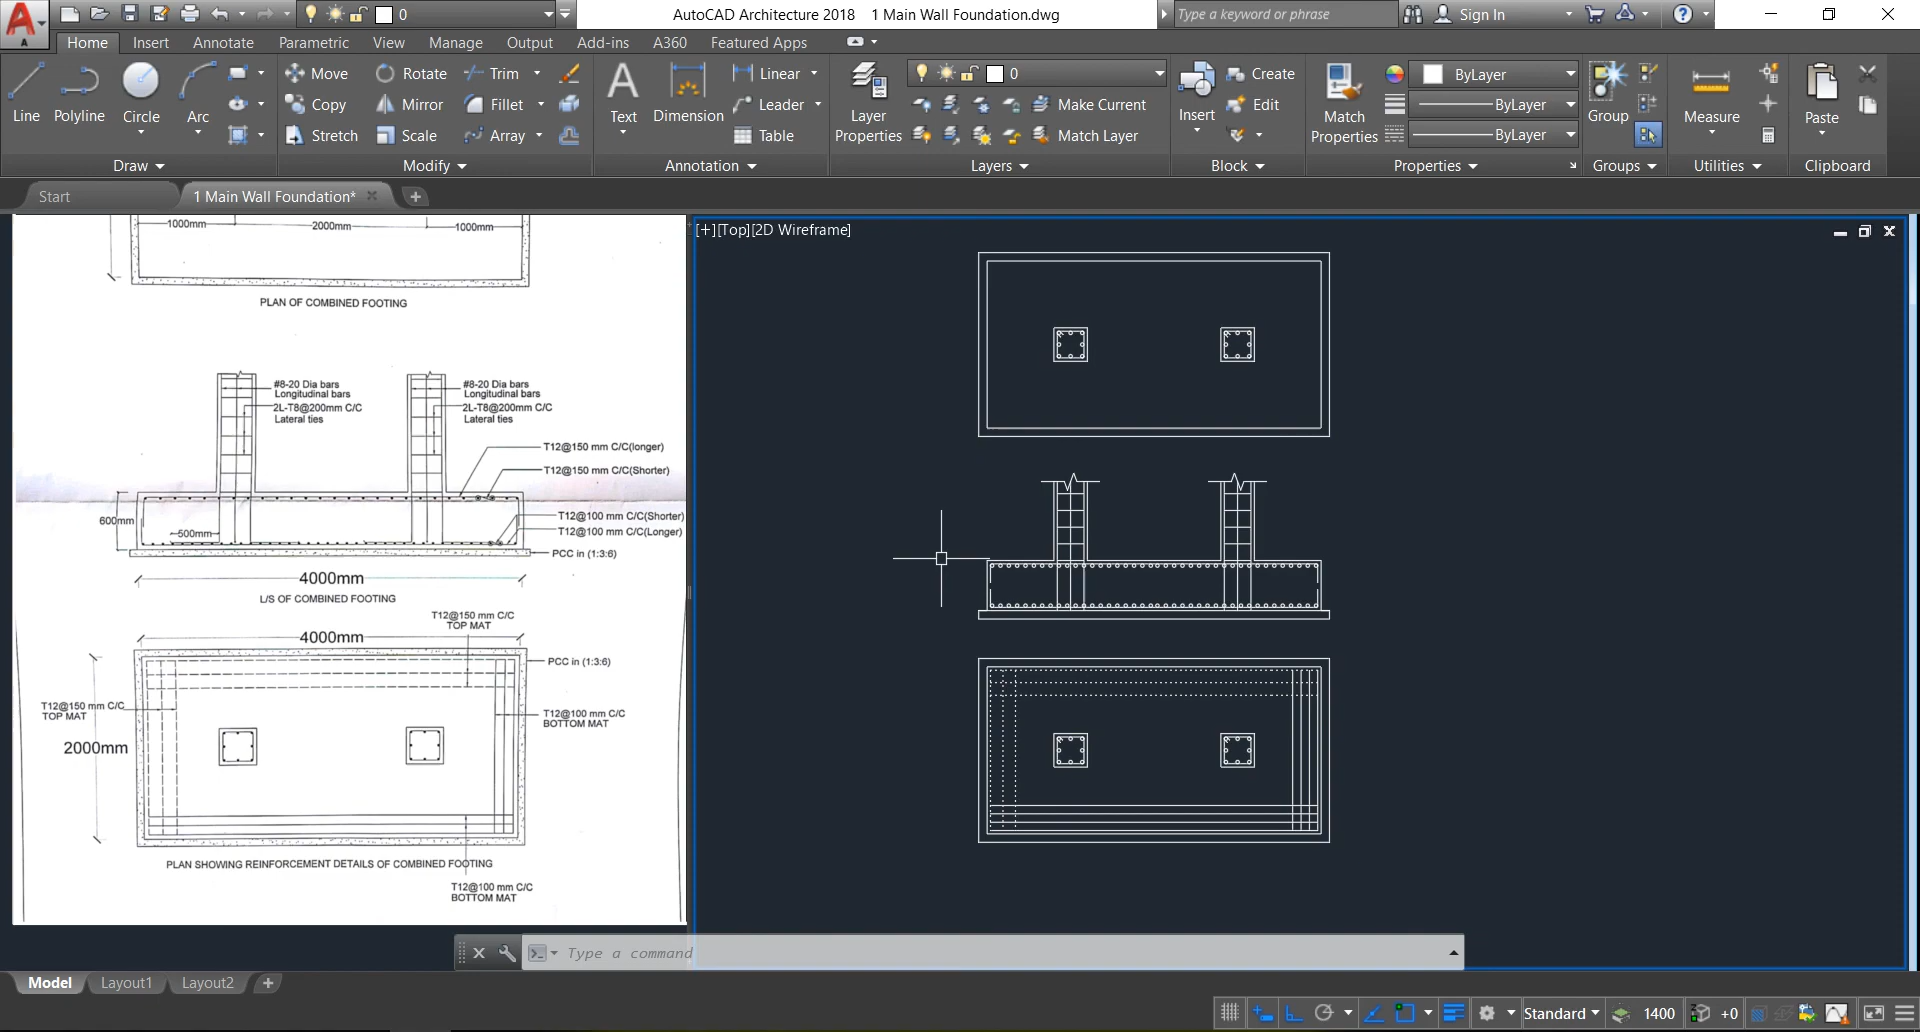 0
AutoCAD Architecture 2018 1 Main Wall Foundation.dwg
Type a keyword or phrase
Sign In
Home Insert Annotate Parametric View Manage Output Add-ins A360 Featured Apps
Line Polyline Circle Arc
Draw
Move Rotate Trim
Copy Mirror Fillet
Stretch Scale Array
Modify
Text Dimension
Linear
Leader
Table
Annotation
Layer Properties
0
Make Current
Match Layer
Layers
Insert
Create
Edit
Block
Match Properties
ByLayer
ByLayer
ByLayer
Properties
Group
Groups
Measure
Utilities
Paste
Clipboard
Start 1 Main Wall Foundation*
[+][Top][2D Wireframe]
1000mm 2000mm 1000mm
PLAN OF COMBINED FOOTING
#8-20 Dia bars
Longitudinal bars
2L-T8@200mm C/C
Lateral ties
#8-20 Dia bars
Longitudinal bars
2L-T8@200mm C/C
Lateral ties
T12@150 mm C/C(longer)
T12@150 mm C/C(Shorter)
600mm
500mm
T12@100 mm C/C(Shorter)
T12@100 mm C/C(Longer)
PCC in (1:3:6)
4000mm
L/S OF COMBINED FOOTING
T12@150 mm C/C
TOP MAT
4000mm
PCC in (1:3:6)
T12@150 mm C/C
TOP MAT
T12@100 mm C/C
BOTTOM MAT
2000mm
PLAN SHOWING REINFORCEMENT DETAILS OF COMBINED FOOTING
T12@100 mm C/C
BOTTOM MAT
Type a command
Model Layout1 Layout2
Standard 1400 +0